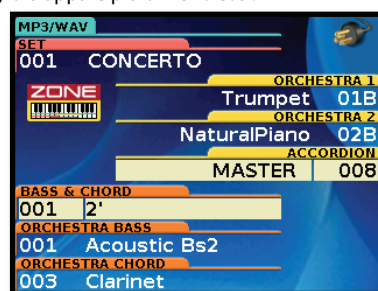 MP3/WAV
SET
001 CONCERTO
ZONE
ORCHESTRA 1
Trumpet 01B
ORCHESTRA 2
NaturalPiano 02B
ACCORDION
MASTER 008
BASS & CHORD
001 2'
ORCHESTRA BASS
001 Acoustic Bs2
ORCHESTRA CHORD
003 Clarinet